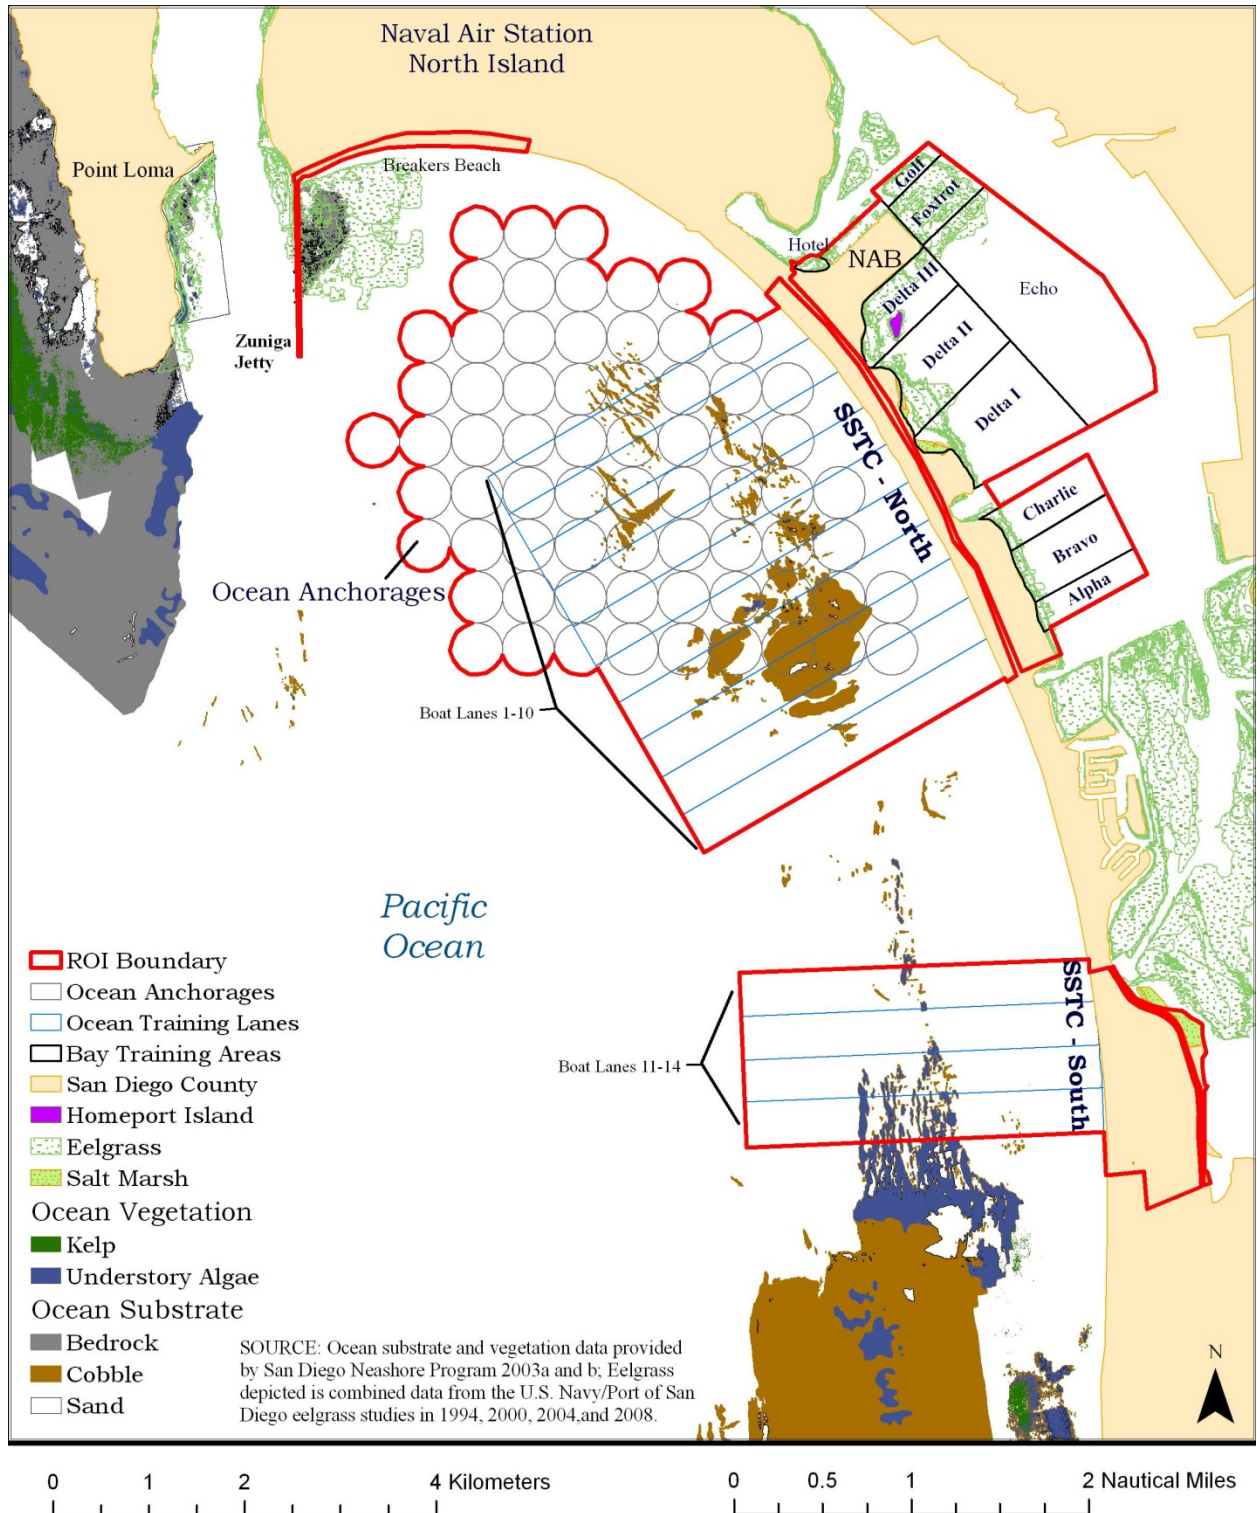 Naval Air Station
North Island
Point Loma
Breakers Beach
Zuniga
Jetty
Hotel
NAB
Golf
Foxtrot
Echo
Delta III
Delta II
Delta I
Charlie
Bravo
Alpha
SSTC - North
Ocean Anchorages
Boat Lanes 1-10
Pacific
Ocean
SSTC - South
Boat Lanes 11-14
ROI Boundary
Ocean Anchorages
Ocean Training Lanes
Bay Training Areas
San Diego County
Homeport Island
Eelgrass
Salt Marsh
Ocean Vegetation
Kelp
Understory Algae
Ocean Substrate
Bedrock
Cobble
Sand
SOURCE: Ocean substrate and vegetation data provided
by San Diego Neashore Program 2003a and b; Eelgrass
depicted is combined data from the U.S. Navy/Port of San
Diego eelgrass studies in 1994, 2000, 2004,and 2008.
N
0 1 2 4 Kilometers
0 0.5 1 2 Nautical Miles